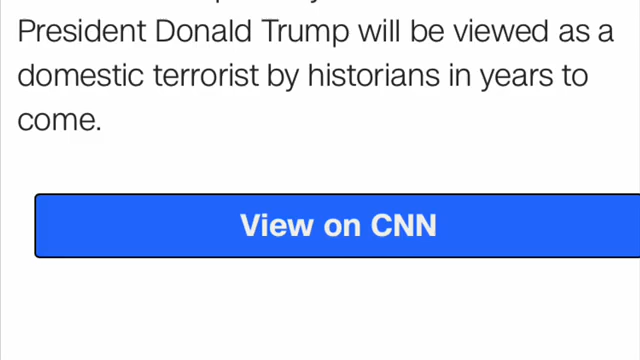 President Donald Trump will be viewed as a
domestic terrorist by historians in years to
come.
View on CNN